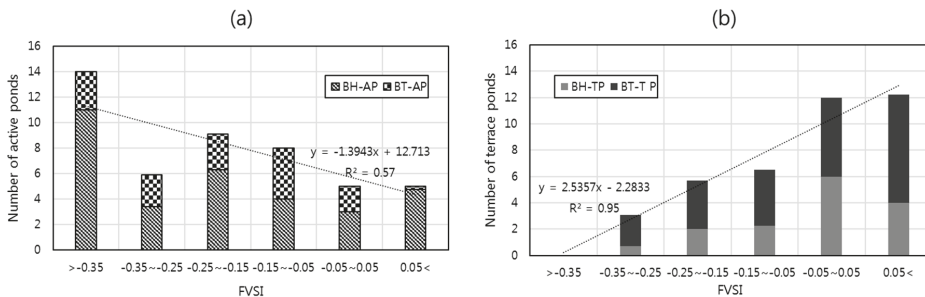 (a)
Number of active ponds
16
14
12
10
8
6
4
2
0
BH-AP BT-AP
y = -1.3943x + 12.713
R² = 0.57
>-0.35 -0.35~-0.25 -0.25~-0.15 -0.15~-0.05 -0.05~0.05 0.05<
FVSI
(b)
Number of terrace ponds
16
14
12
10
8
6
4
2
0
BH-TP BT-T P
y = 2.5357x - 2.2833
R² = 0.95
>-0.35 -0.35~-0.25 -0.25~-0.15 -0.15~-0.05 -0.05~0.05 0.05<
FVSI